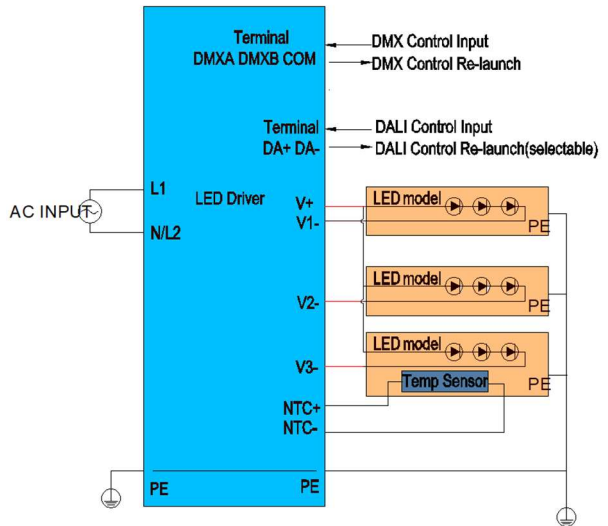 Terminal
DMXA DMXB COM
DMX Control Input
DMX Control Re-launch
Terminal
DA+ DA-
DALI Control Input
DALI Control Re-launch(selectable)
AC INPUT
L1
N/L2
LED Driver
V+
V1-
LED model
PE
V2-
LED model
PE
V3-
LED model
Temp Sensor
PE
NTC+
NTC-
PE
PE